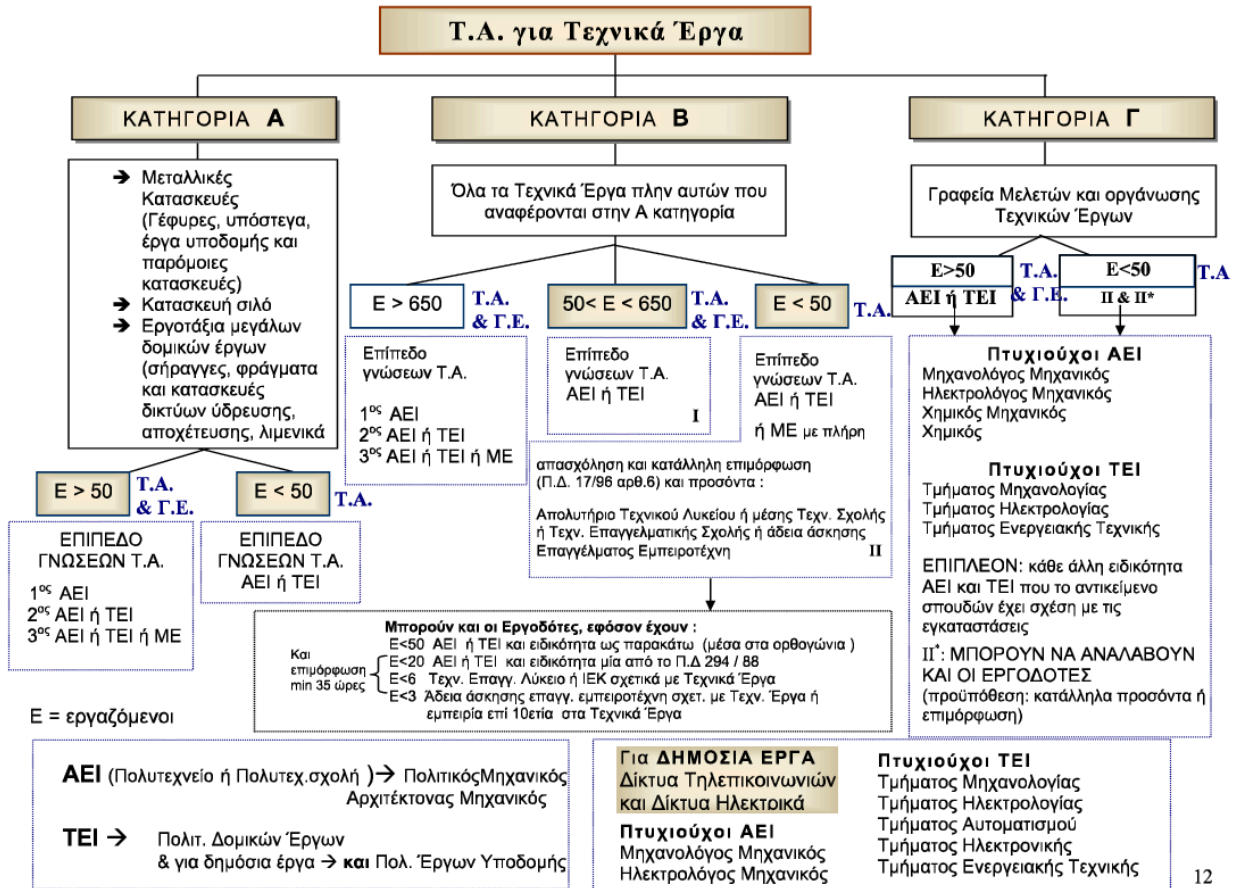 Τ.Α. για Τεχνικά Έργα
ΚΑΤΗΓΟΡΙΑ Α
➔ Μεταλλικές
Κατασκευές
(Γέφυρες, υπόστεγα,
έργα υποδομής και
παρόμοιες
κατασκευές)
➔ Κατασκευή σιλό
➔ Εργοτάξια μεγάλων
δομικών έργων
(σήραγγες, φράγματα
και κατασκευές
δικτύων ύδρευσης,
αποχέτευσης, λιμενικά
Ε > 50
Τ.Α.
& Γ.Ε.
ΕΠΙΠΕΔΟ
ΓΝΩΣΕΩΝ Τ.Α.
1ος ΑΕΙ
2ος ΑΕΙ ή ΤΕΙ
3ος ΑΕΙ ή ΤΕΙ ή ΜΕ
Ε < 50
Τ.Α.
ΕΠΙΠΕΔΟ
ΓΝΩΣΕΩΝ Τ.Α.
ΑΕΙ ή ΤΕΙ
ΚΑΤΗΓΟΡΙΑ Β
Όλα τα Τεχνικά Έργα πλην αυτών που
αναφέρονται στην Α κατηγορία
Ε > 650
Τ.Α.
& Γ.Ε.
Επίπεδο
γνώσεων Τ.Α.
1ος ΑΕΙ
2ος ΑΕΙ ή ΤΕΙ
3ος ΑΕΙ ή ΤΕΙ ή ΜΕ
50< Ε < 650
Τ.Α.
& Γ.Ε.
Επίπεδο
γνώσεων Τ.Α.
ΑΕΙ ή ΤΕΙ
Ι
Ε < 50
Τ.Α.
Επίπεδο
γνώσεων Τ.Α.
ΑΕΙ ή ΤΕΙ
ή ΜΕ με πλήρη
απασχόληση και κατάλληλη επιμόρφωση
(Π.Δ. 17/96 αρθ.6) και προσόντα :
Απολυτήριο Τεχνικού Λυκείου ή μέσης Τεχν. Σχολής
ή Τεχν. Επαγγελματικής Σχολής ή άδεια άσκησης
Επαγγέλματος Εμπειροτέχνη ΙΙ
Μπορούν και οι Εργοδότες, εφόσον έχουν :
Ε<50 ΑΕΙ ή ΤΕΙ και ειδικότητα ως παρακάτω (μέσα στα ορθογώνια )
Και
επιμόρφωση
min 35 ώρες
Ε<20 ΑΕΙ ή ΤΕΙ και ειδικότητα μία από το Π.Δ 294 / 88
Ε<6 Τεχν. Επαγγ. Λύκειο ή ΙΕΚ σχετικά με Τεχνικά Έργα
Ε<3 Άδεια άσκησης επαγγ. εμπειροτέχνη σχετ. με Τεχν. Έργα ή
εμπειρία επί 10ετία στα Τεχνικά Έργα
ΚΑΤΗΓΟΡΙΑ Γ
Γραφεία Μελετών και οργάνωσης
Τεχνικών Έργων
Ε>50
ΑΕΙ ή ΤΕΙ
Τ.Α.
& Γ.Ε.
Ε<50
ΙΙ & ΙΙ*
Τ.Α
Πτυχιούχοι ΑΕΙ
Μηχανολόγος Μηχανικός
Ηλεκτρολόγος Μηχανικός
Χημικός Μηχανικός
Χημικός
Πτυχιούχοι ΤΕΙ
Τμήματος Μηχανολογίας
Τμήματος Ηλεκτρολογίας
Τμήματος Ενεργειακής Τεχνικής
ΕΠΙΠΛΕΟΝ: κάθε άλλη ειδικότητα
ΑΕΙ και ΤΕΙ που το αντικείμενο
σπουδών έχει σχέση με τις
εγκαταστάσεις
ΙΙ*: ΜΠΟΡΟΥΝ ΝΑ ΑΝΑΛΑΒΟΥΝ
ΚΑΙ ΟΙ ΕΡΓΟΔΟΤΕΣ
(προϋπόθεση: κατάλληλα προσόντα ή
επιμόρφωση)
Ε = εργαζόμενοι
ΑΕΙ (Πολυτεχνείο ή Πολυτεχ.σχολή )→ ΠολιτικόςΜηχανικός
Αρχιτέκτονας Μηχανικός
ΤΕΙ → Πολιτ. Δομικών Έργων
& για δημόσια έργα → και Πολ. Έργων Υποδομής
Για ΔΗΜΟΣΙΑ ΕΡΓΑ
Δίκτυα Τηλεπικοινωνιών
και Δίκτυα Ηλεκτρικά
Πτυχιούχοι ΑΕΙ
Μηχανολόγος Μηχανικός
Ηλεκτρολόγος Μηχανικός
Πτυχιούχοι ΤΕΙ
Τμήματος Μηχανολογίας
Τμήματος Ηλεκτρολογίας
Τμήματος Αυτοματισμού
Τμήματος Ηλεκτρονικής
Τμήματος Ενεργειακής Τεχνικής
12